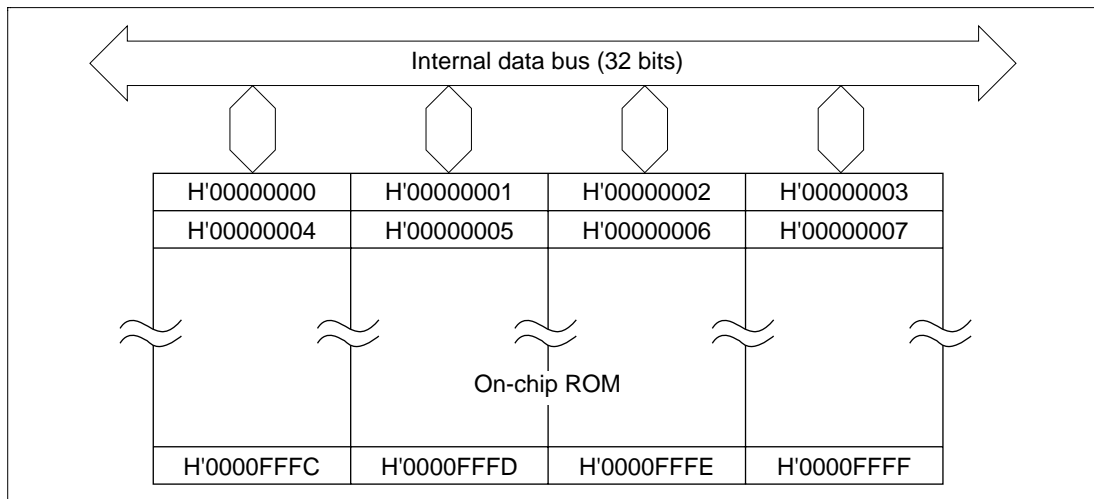 Internal data bus (32 bits)
H'00000000 H'00000001 H'00000002 H'00000003
H'00000004 H'00000005 H'00000006 H'00000007
On-chip ROM
H'0000FFFC H'0000FFFD H'0000FFFE H'0000FFFF